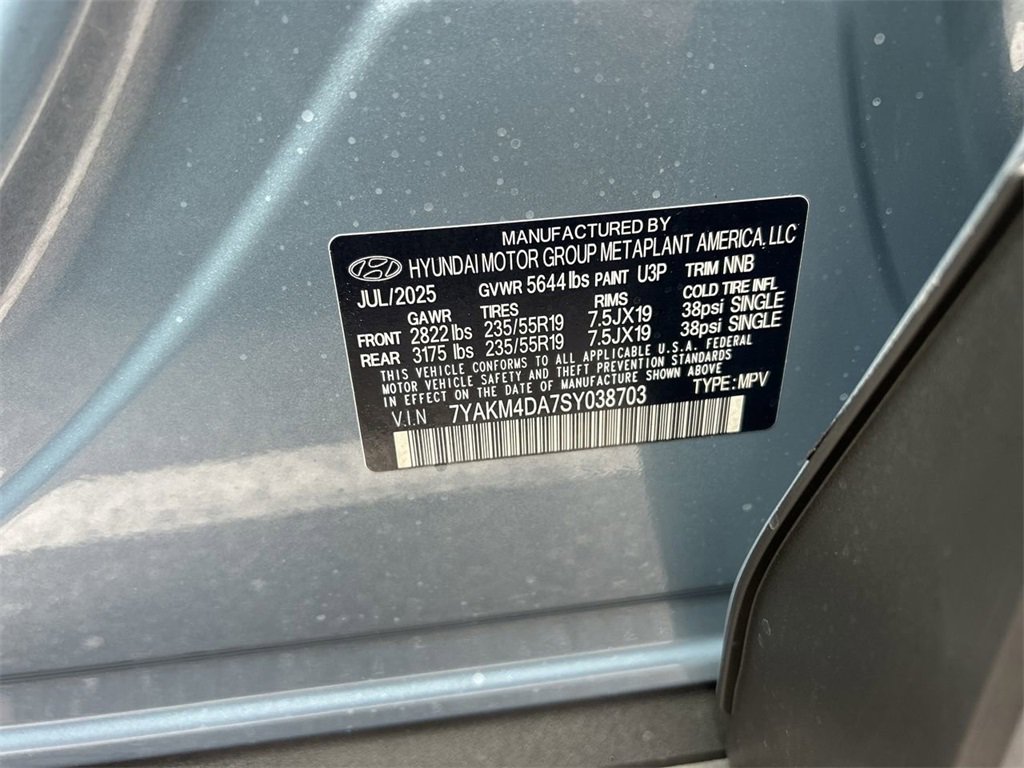 MANUFACTURED BY
HYUNDAI MOTOR GROUP METAPLANT AMERICA, LLC
JUL/2025 GVWR 5644 lbs PAINT U3P TRIM NNB
GAWR TIRES RIMS COLD TIRE INFL
FRONT 2822 lbs 235/55R19 7.5JX19 38psi SINGLE
REAR 3175 lbs 235/55R19 7.5JX19 38psi SINGLE
THIS VEHICLE CONFORMS TO ALL APPLICABLE U.S.A. FEDERAL
MOTOR VEHICLE SAFETY AND THEFT PREVENTION STANDARDS
IN EFFECT ON THE DATE OF MANUFACTURE SHOWN ABOVE
V.I.N 7YAKM4DA7SY038703 TYPE: MPV